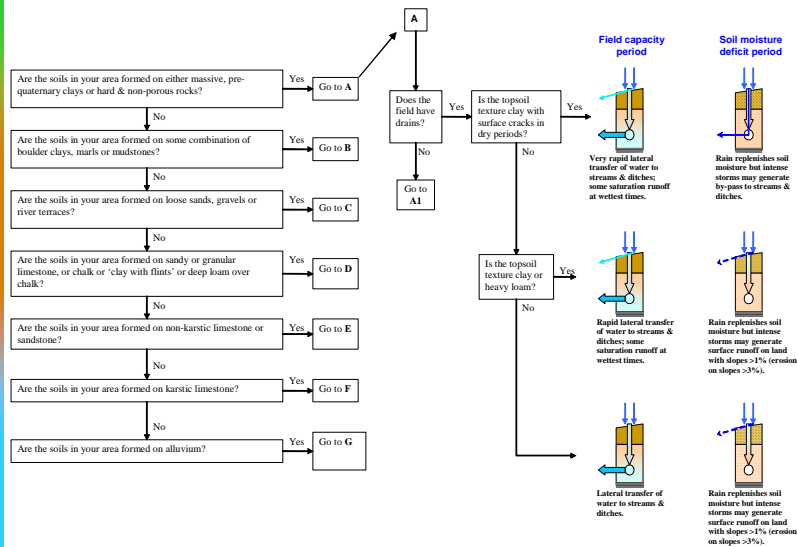 Are the soils in your area formed on either massive, pre-
quaternary clays or hard & non-porous rocks?
Yes
Go to A
No
Are the soils in your area formed on some combination of
boulder clays, marls or mudstones?
Yes
Go to B
No
Are the soils in your area formed on loose sands, gravels or
river terraces?
Yes
Go to C
No
Are the soils in your area formed on sandy or granular
limestone, or chalk or ‘clay with flints’ or deep loam over
chalk?
Yes
Go to D
No
Are the soils in your area formed on non-karstic limestone or
sandstone?
Yes
Go to E
No
Are the soils in your area formed on karstic limestone?
Yes
Go to F
No
Are the soils in your area formed on alluvium?
Yes
Go to G
A
Does the
field have
drains?
Yes
No
Go to
A1
Is the topsoil
texture clay with
surface cracks in
dry periods?
Yes
No
Is the topsoil
texture clay or
heavy loam?
Yes
No
Field capacity
period
Soil moisture
deficit period
Very rapid lateral
transfer of water to
streams & ditches;
some saturation runoff
at wettest times.
Rain replenishes soil
moisture but intense
storms may generate
by-pass to streams &
ditches.
Rapid lateral transfer
of water to streams &
ditches; some
saturation runoff at
wettest times.
Rain replenishes soil
moisture but intense
storms may generate
surface runoff on land
with slopes >1% (erosion
on slopes >3%).
Lateral transfer of
water to streams &
ditches.
Rain replenishes soil
moisture but intense
storms may generate
surface runoff on land
with slopes >1% (erosion
on slopes >3%).